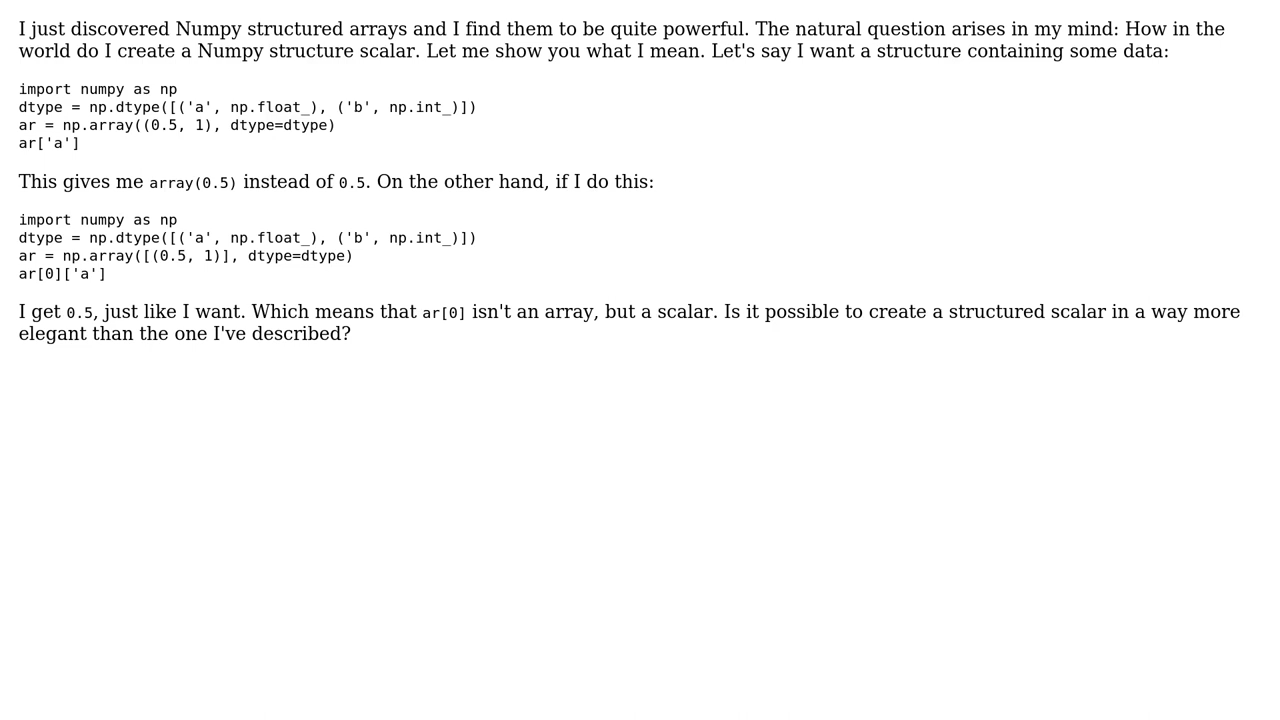 I just discovered Numpy structured arrays and I find them to be quite powerful. The natural question arises in my mind: How in the
world do I create a Numpy structure scalar. Let me show you what I mean. Let's say I want a structure containing some data:
import numpy as np
dtype = np.dtype([('a', np.float_), ('b', np.int_)])
ar = np.array((0.5, 1), dtype=dtype)
ar['a']
This gives me array(0.5) instead of 0.5. On the other hand, if I do this:
import numpy as np
dtype = np.dtype([('a', np.float_), ('b', np.int_)])
ar = np.array([(0.5, 1)], dtype=dtype)
ar[0]['a']
I get 0.5, just like I want. Which means that ar[0] isn't an array, but a scalar. Is it possible to create a structured scalar in a way more
elegant than the one I've described?